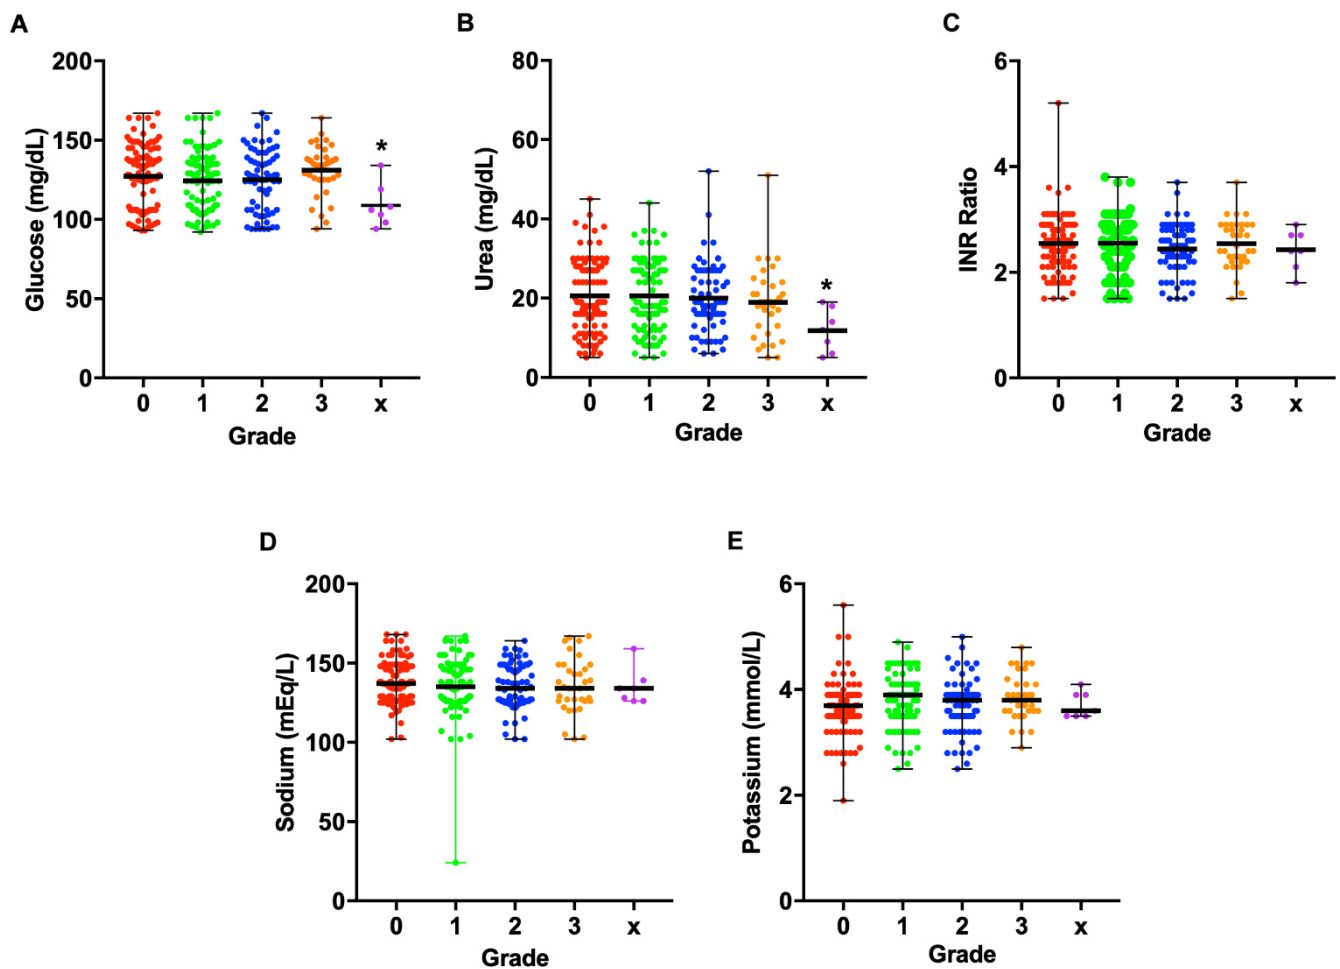 A
Glucose (mg/dL)
200
150
100
50
0
*
0 1 2 3 x
Grade
B
Urea (mg/dL)
80
60
40
20
0
*
0 1 2 3 x
Grade
C
INR Ratio
6
4
2
0
0 1 2 3 x
Grade
D
Sodium (mEq/L)
200
150
100
50
0
0 1 2 3 x
Grade
E
Potassium (mmol/L)
6
4
2
0
0 1 2 3 x
Grade